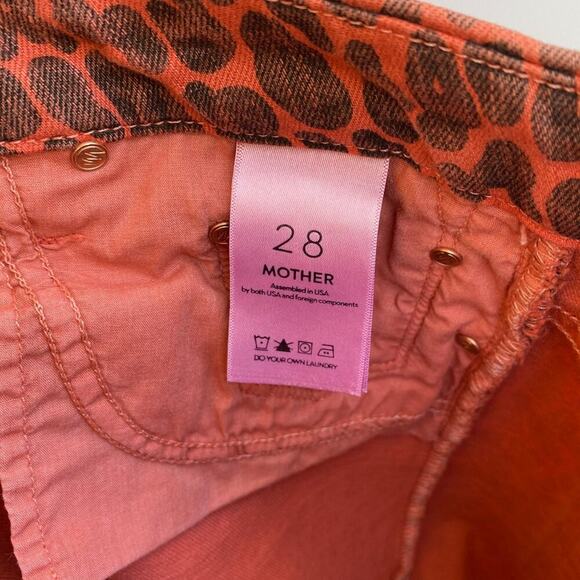 28
MOTHER
Assembled in USA
by both USA and foreign components
DO YOUR OWN LAUNDRY